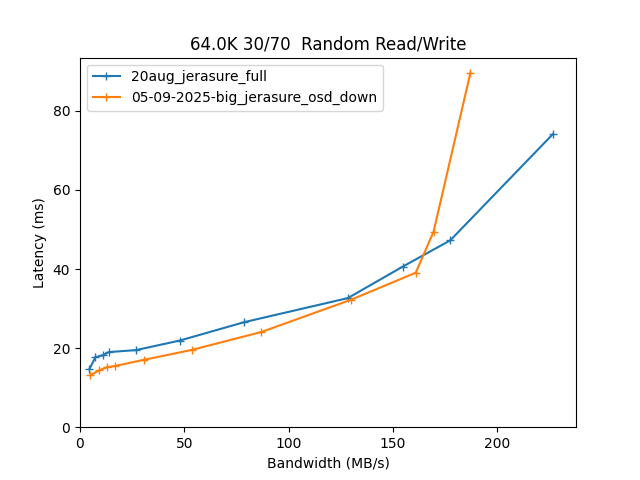 64.0K 30/70  Random Read/Write
20aug_jerasure_full
05-09-2025-big_jerasure_osd_down
Latency (ms)
80
60
40
20
0
0 50 100 150 200
Bandwidth (MB/s)